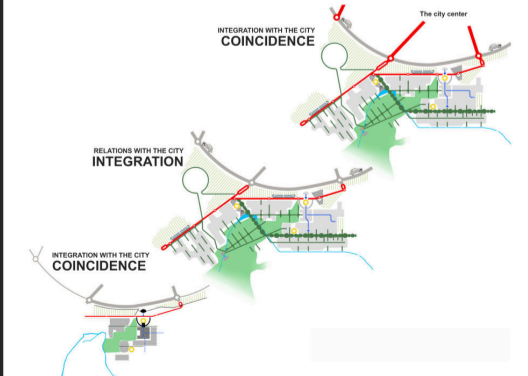 The city center
INTEGRATION WITH THE CITY
COINCIDENCE
RELATIONS WITH THE CITY
INTEGRATION
INTEGRATION WITH THE CITY
COINCIDENCE